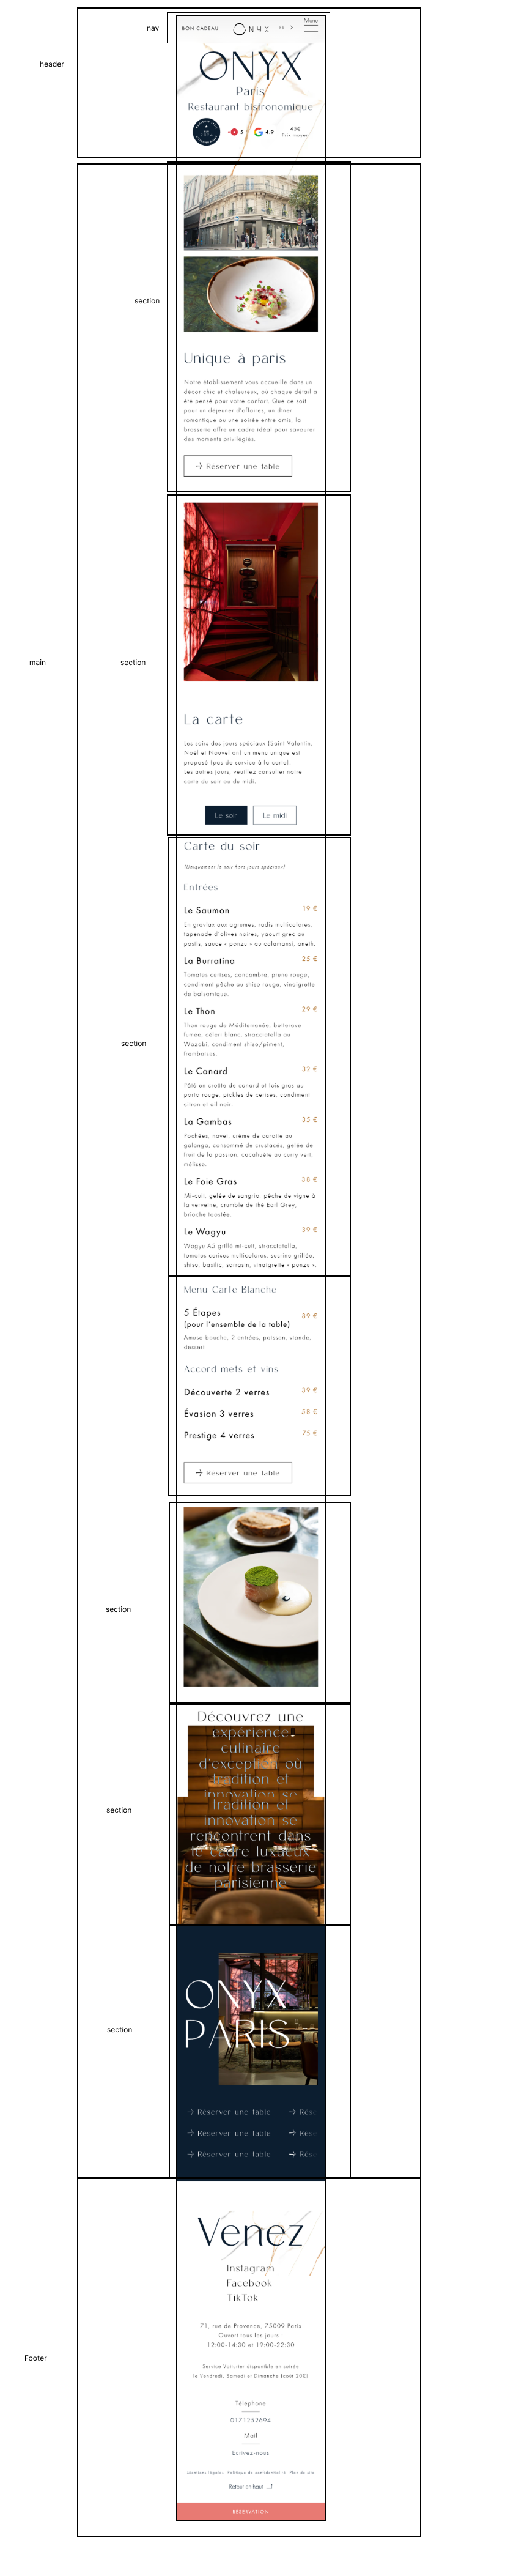 nav
BON CADEAU
ONYX
FR
Menu
header
ONYX
Paris
Restaurant bistronomique
5
4.9
43€
Prix moyen
section
Unique à paris
Notre établissement vous accueille dans un
décor chic et chaleureux, où chaque détail a
été pensé pour votre confort. Que ce soit
pour un déjeuner d'affaires, un dîner
romantique ou une soirée entre amis, la
brasserie offre un cadre idéal pour savourer
des moments privilégiés.
Réserver une table
main
section
La carte
Les soirs des jours spéciaux (Saint Valentin,
Noël et Nouvel an) un menu unique est
proposé (pas de service à la carte).
Les autres jours, veuillez consulter notre
carte du soir ou du midi.
Le soir
Le midi
Carte du soir
(Uniquement le soir hors jours spéciaux)
Entrées
Le Saumon
19 €
En gravlax aux agrumes, radis multicolores,
tapenade d'olives noires, yaourt grec au
pastis, sauce « ponzu » au calamansi, aneth.
La Burratina
25 €
Tomates cerises, concombre, prune rouge,
condiment pêche au shiso rouge, vinaigrette
de balsamique.
Le Thon
29 €
Thon rouge de Méditerranée, betterave
fumée, céleri blanc, stracciatella au
Wasabi, condiment shiso/piment,
framboises.
section
Le Canard
32 €
Pâté en croûte de canard et foie gras au
porto rouge, pickles de cerises, condiment
citron et ail noir.
La Gambas
35 €
Pochées, navet, crème de carotte au
galanga, consommé de crustacés, gelée de
fruit de la passion, cacahuète au curry vert,
mélisse.
Le Foie Gras
38 €
Mi-cuit, gelée de sangria, pêche de vigne à
la verveine, crumble de thé Earl Grey,
brioche toastée.
Le Wagyu
39 €
Wagyu A5 grillé mi-cuit, stracciatella,
tomates cerises multicolores, sucrine grillée,
shiso, basilic, sarrasin, vinaigrette « ponzu ».
Menu Carte Blanche
5 Étapes
(pour l'ensemble de la table)
89 €
Amuse-bouche, 2 entrées, poisson, viande,
dessert
Accord mets et vins
Découverte 2 verres
39 €
Évasion 3 verres
58 €
Prestige 4 verres
75 €
Réserver une table
section
Découvrez une
expérience
culinaire
d'exception où
tradition et
innovation se
tradition et
innovation se
rencontrent dans
le cadre luxueux
de notre brasserie
parisienne
section
section
ONYX
PARIS
Réserver une table
Rése
Réserver une table
Rése
Réserver une table
Rése
Venez
Instagram
Facebook
TikTok
71, rue de Provence, 75009 Paris
Ouvert tous les jours :
12:00-14:30 et 19:00-22:30
Footer
Service Voiturier disponible en soirée
le Vendredi, Samedi et Dimanche (coût 20€)
Téléphone
0171252694
Mail
Ecrivez-nous
Mentions légales Politique de confidentialité Plan du site
Retour en haut
RÉSERVATION